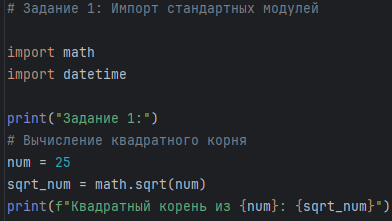 # Задание 1: Импорт стандартных модулей
import math
import datetime
print("Задание 1:")
# Вычисление квадратного корня
num = 25
sqrt_num = math.sqrt(num)
print(f"Квадратный корень из {num}: {sqrt_num}")